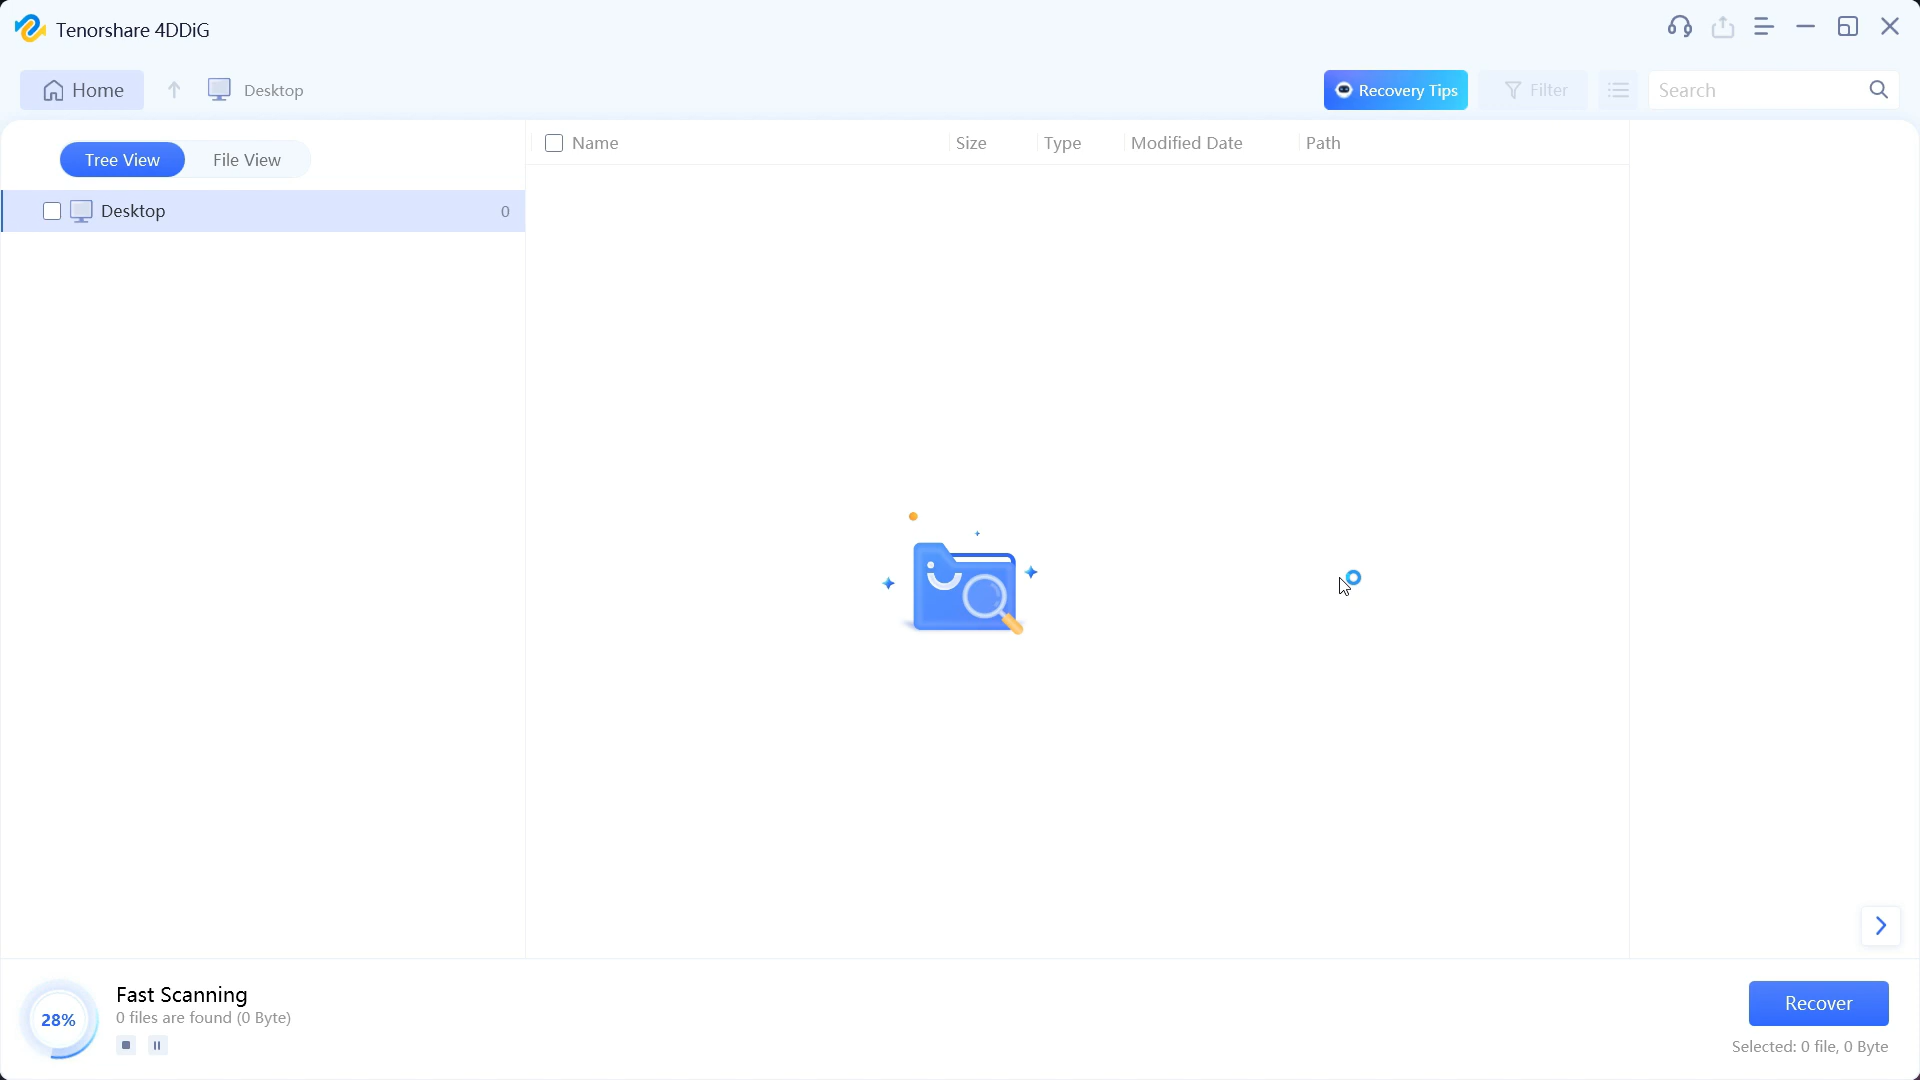 Tenorshare 4DDiG
Home
Desktop
Recovery Tips
Filter
Search
Tree View
File View
Name
Size
Type
Modified Date
Path
Desktop
0
28%
Fast Scanning
0 files are found (0 Byte)
Recover
Selected: 0 file, 0 Byte